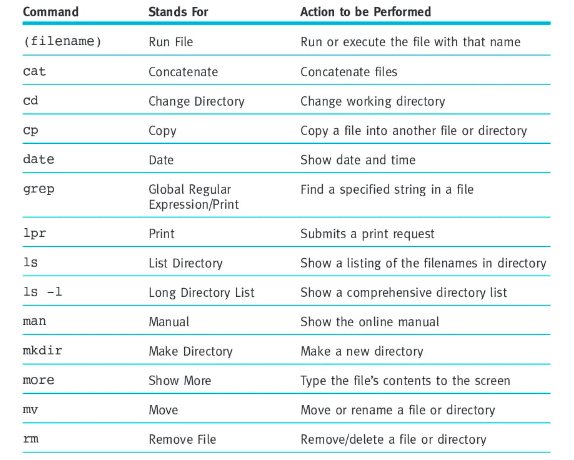 Command Stands For Action to be Performed
(filename) Run File Run or execute the file with that name
cat Concatenate Concatenate files
cd Change Directory Change working directory
cp Copy Copy a file into another file or directory
date Date Show date and time
grep Global Regular Find a specified string in a file
Expression/Print
lpr Print Submits a print request
ls List Directory Show a listing of the filenames in directory
ls -l Long Directory List Show a comprehensive directory list
man Manual Show the online manual
mkdir Make Directory Make a new directory
more Show More Type the file's contents to the screen
mv Move Move or rename a file or directory
rm Remove File Remove/delete a file or directory